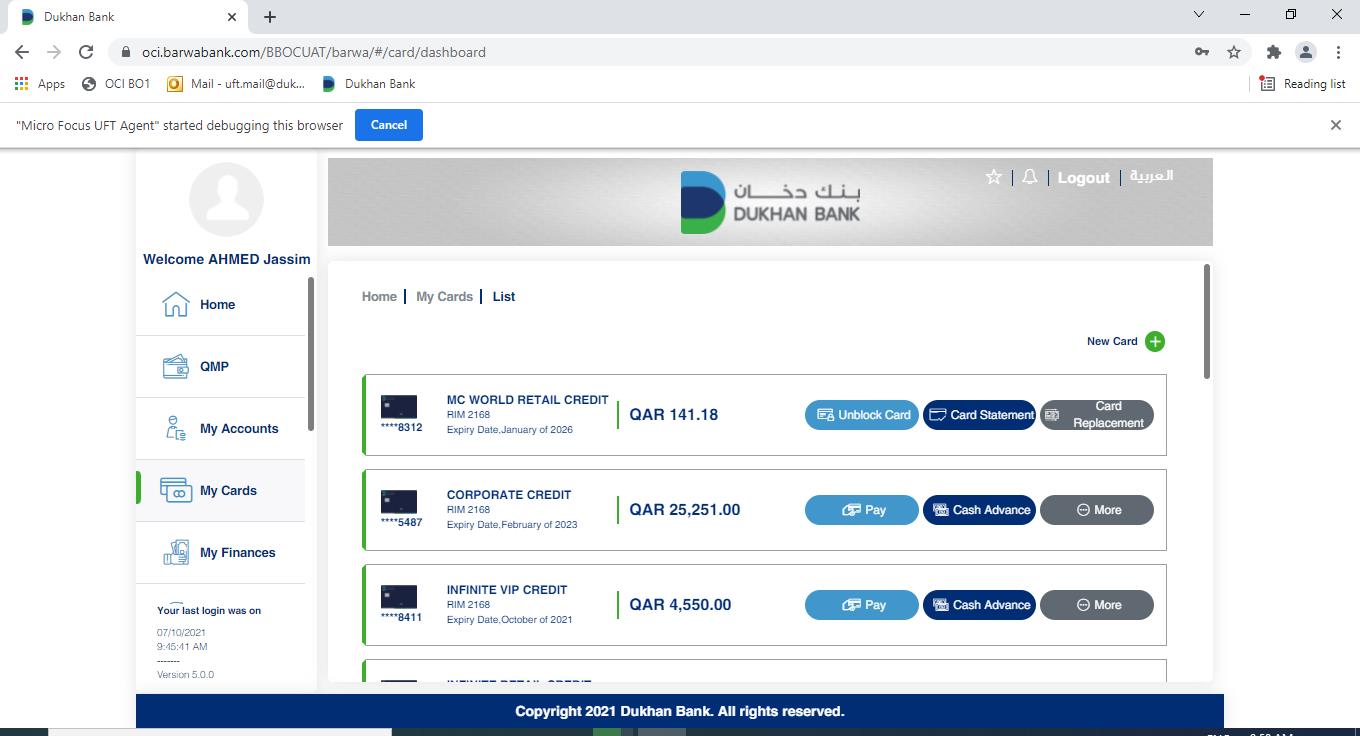 Dukhan Bank
oci.barwabank.com/BBOCUAT/barwa/#/card/dashboard
Apps
OCI BO1
Mail - uft.mail@duk...
Dukhan Bank
Reading list
"Micro Focus UFT Agent" started debugging this browser
Cancel
بنك دخان
DUKHAN BANK
Logout
العربية
Welcome AHMED Jassim
Home
QMP
My Accounts
My Cards
My Finances
Your last login was on
07/10/2021
9:45:41 AM
-------
Version 5.0.0
Home | My Cards | List
New Card
MC WORLD RETAIL CREDIT
RIM 2168
Expiry Date,January of 2026
****8312
QAR 141.18
Unblock Card
Card Statement
Card
Replacement
CORPORATE CREDIT
RIM 2168
Expiry Date,February of 2023
****5487
QAR 25,251.00
Pay
Cash Advance
More
INFINITE VIP CREDIT
RIM 2168
Expiry Date,October of 2021
****8411
QAR 4,550.00
Pay
Cash Advance
More
INFINITE RETAIL CREDIT
Copyright 2021 Dukhan Bank. All rights reserved.